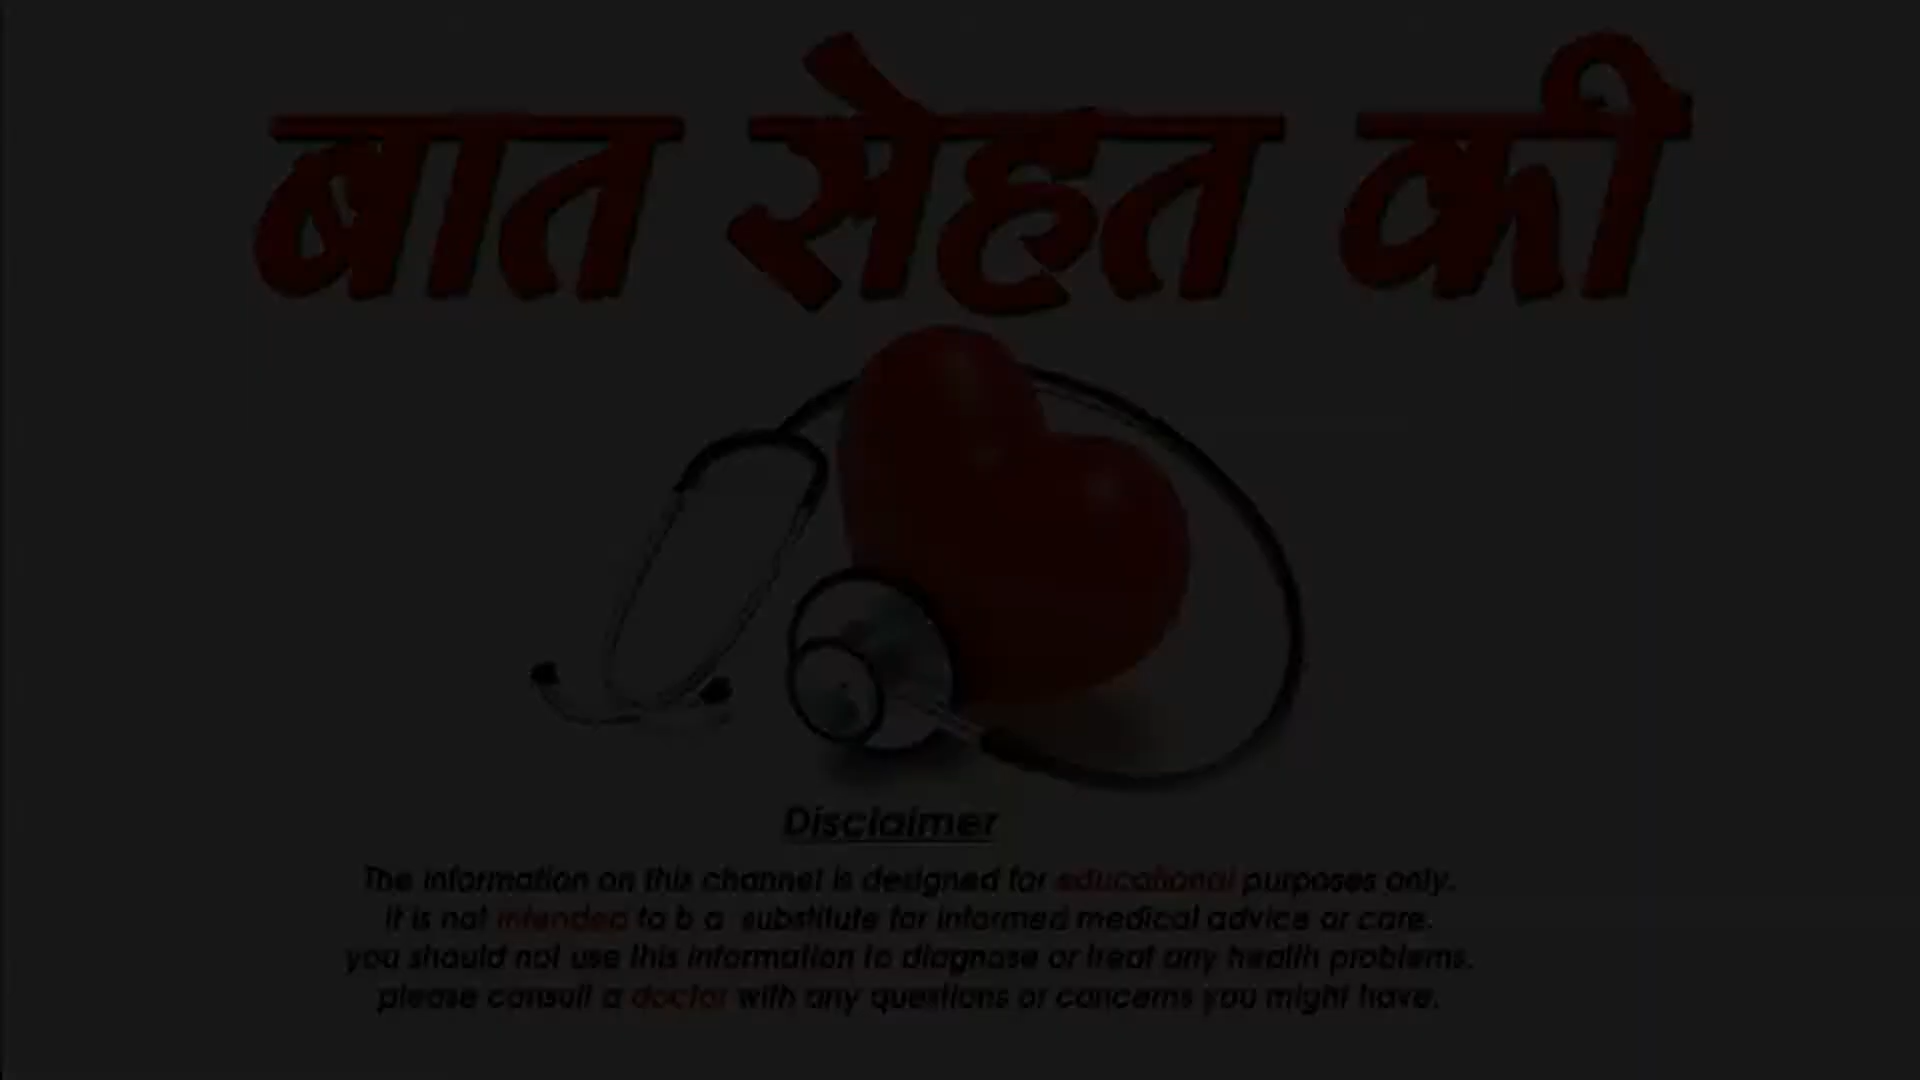 बात सेहत की
Disclaimer
The information on this channel is designed for educational purposes only.
it is not intended to b a substitute for informed medical advice or care.
you should not use this information to diagnose or treat any health problems.
please consult a doctor with any questions or concerns you might have.